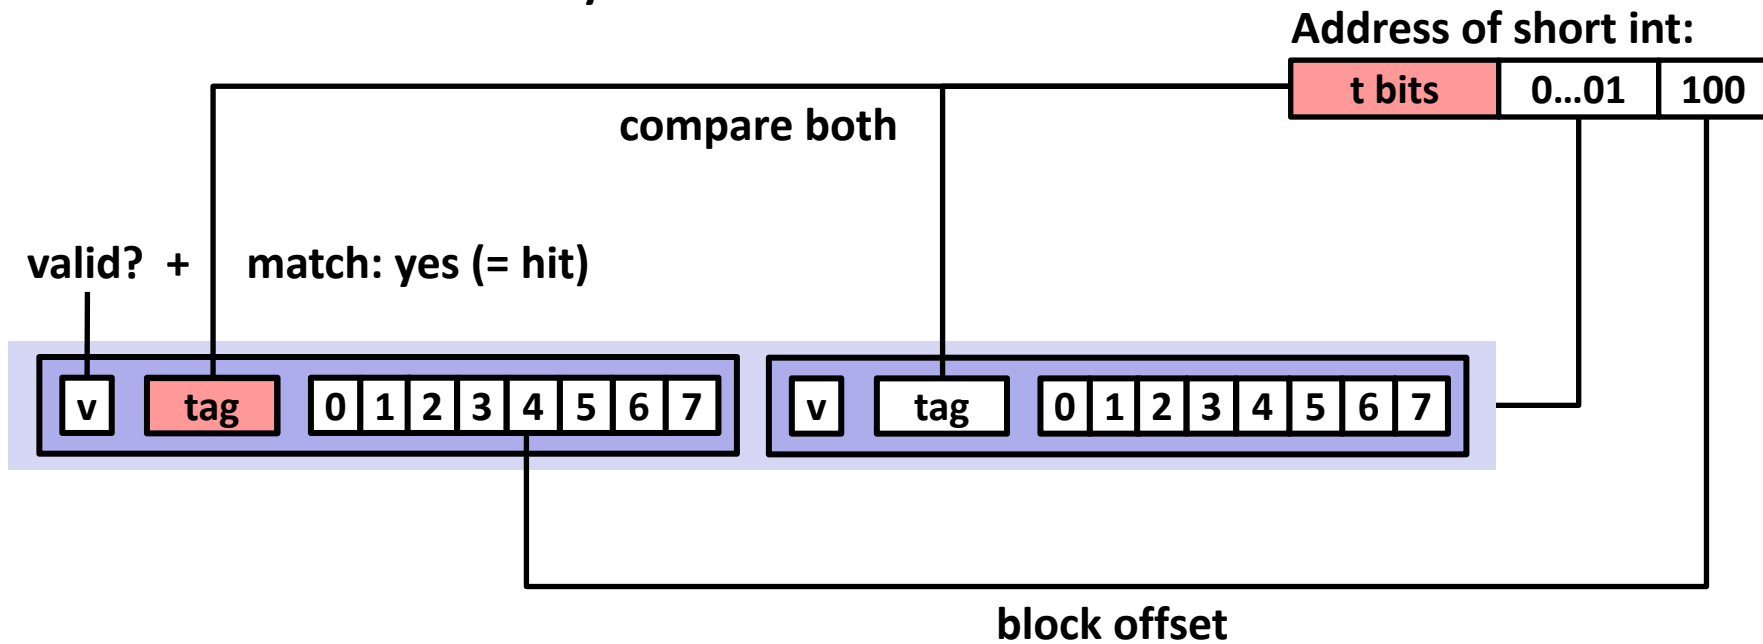 Address of short int:
t bits 0...01 100
compare both
valid? + match: yes (= hit)
v tag 0 1 2 3 4 5 6 7 v tag 0 1 2 3 4 5 6 7
block offset